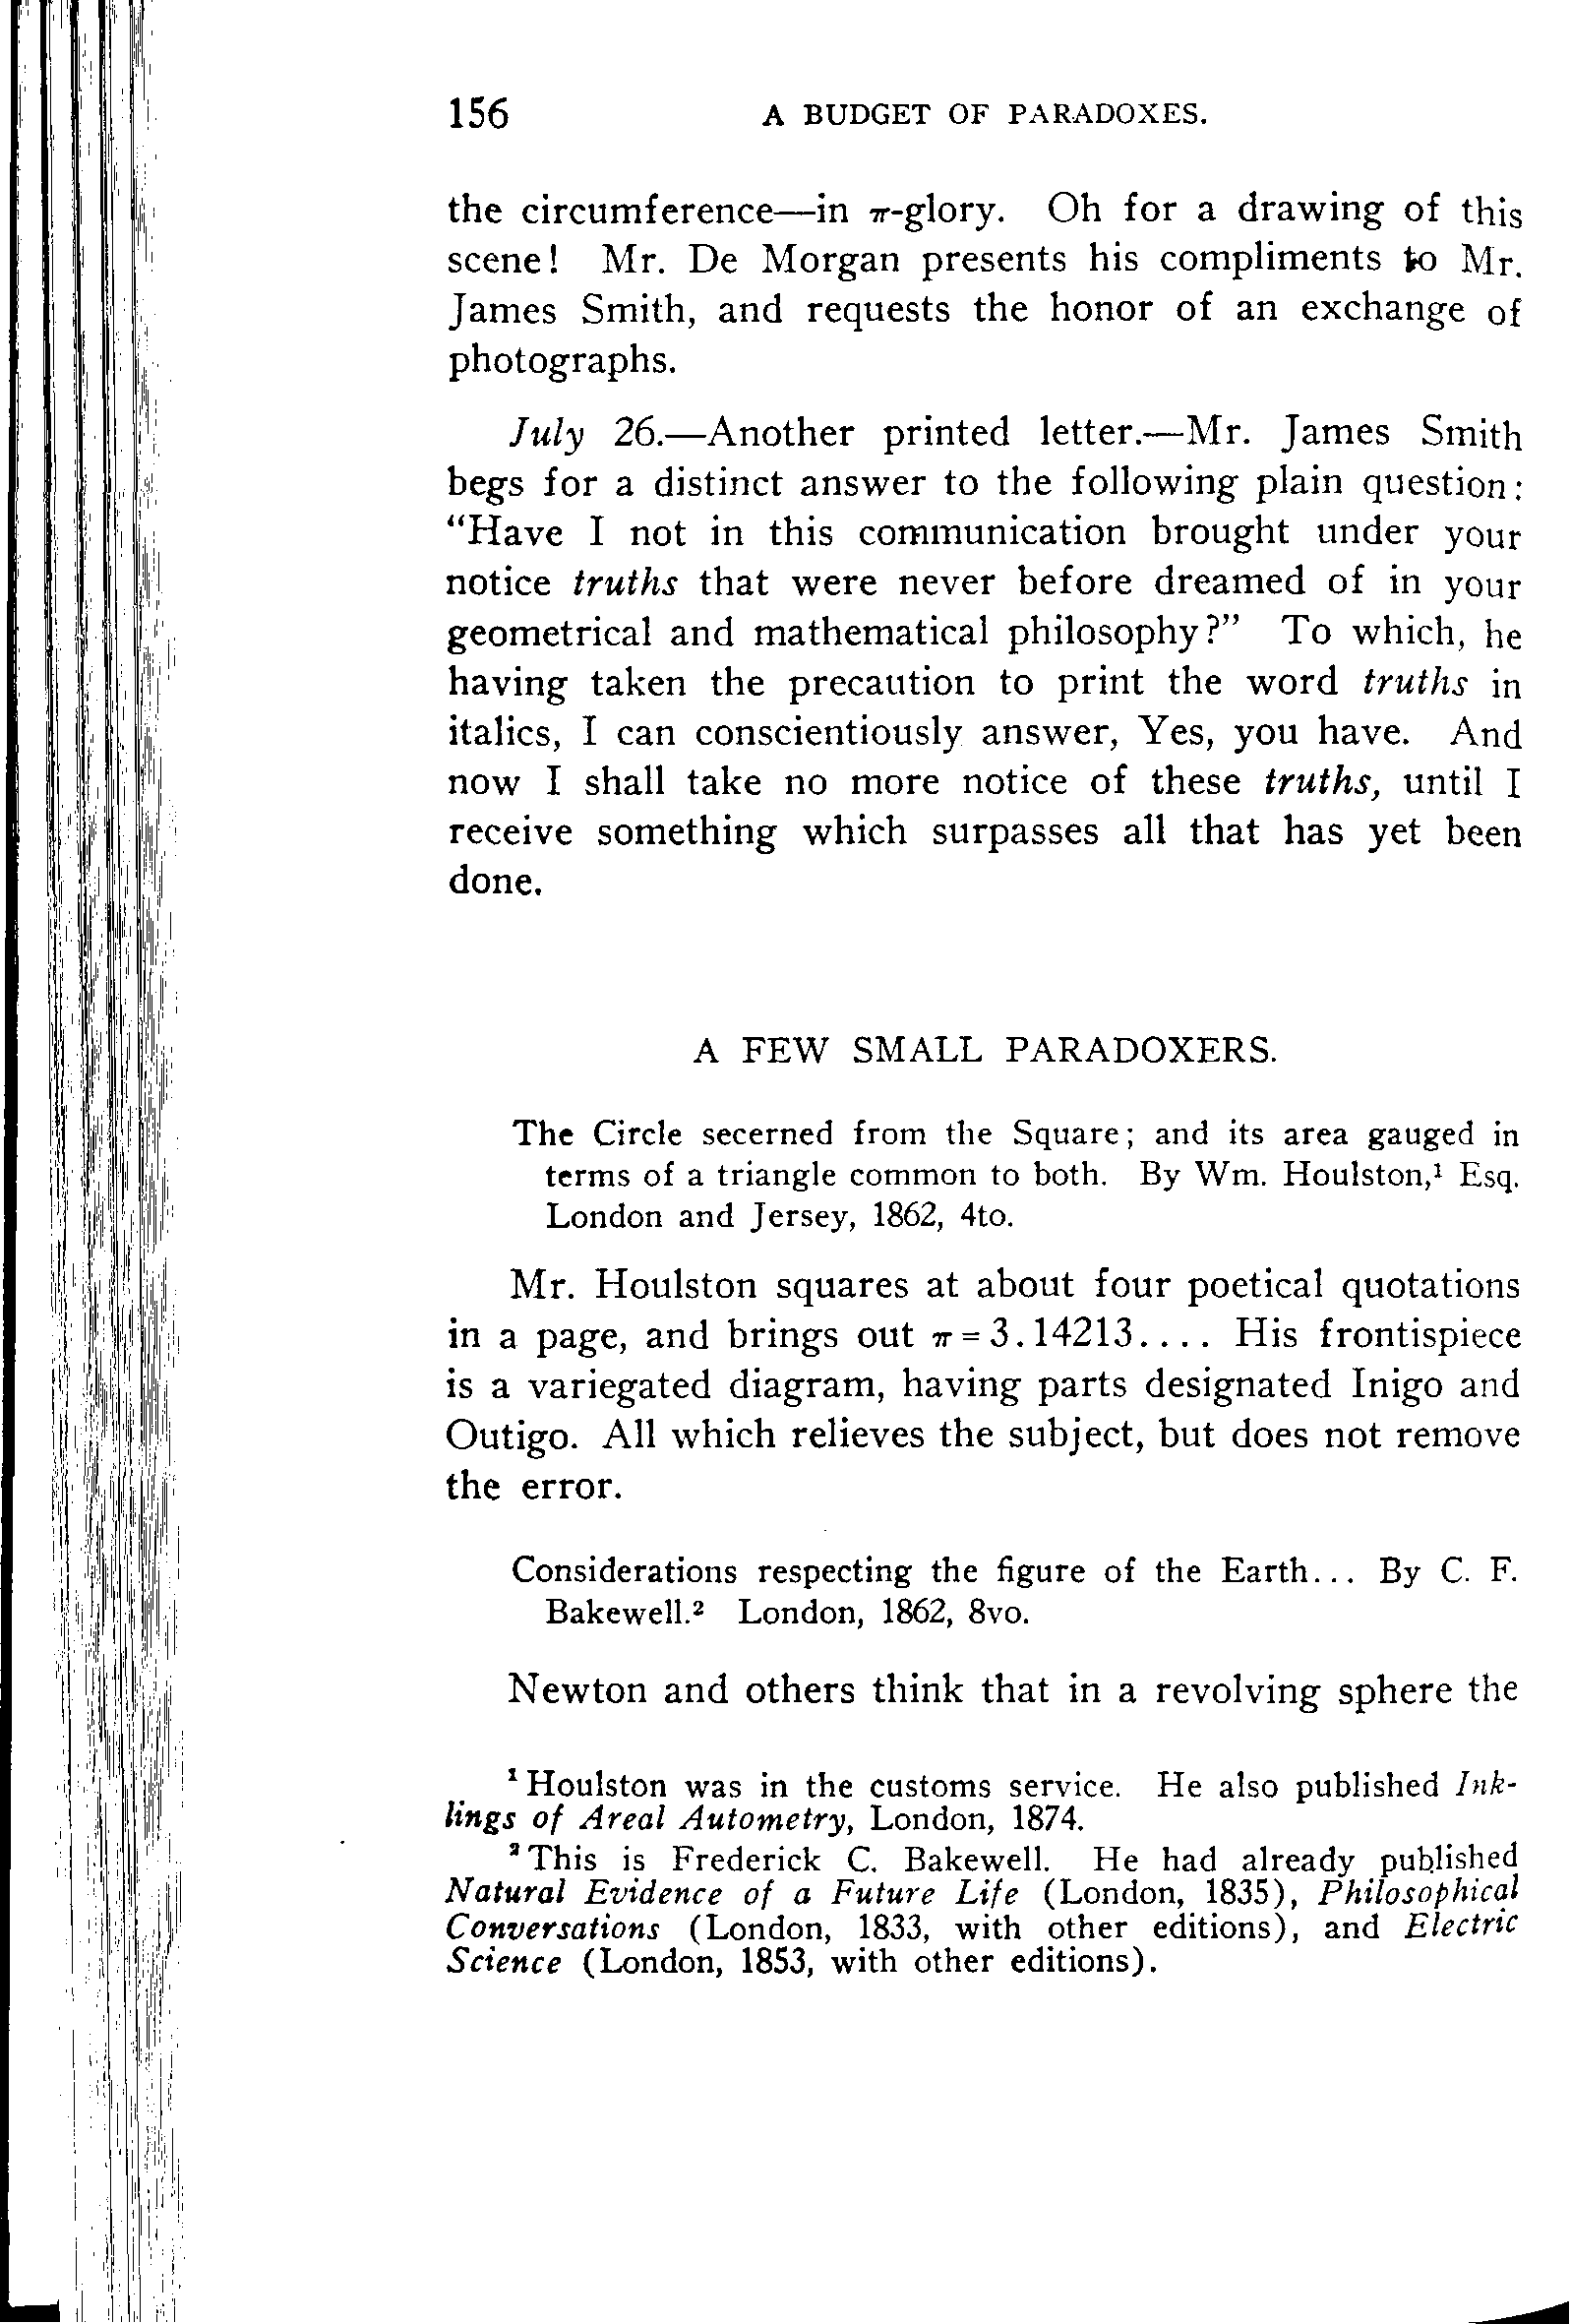 156 A BUDGET OF PARADOXES.
the circumference—in π-glory. Oh for a drawing of this
scene! Mr. De Morgan presents his compliments to Mr.
James Smith, and requests the honor of an exchange of
photographs.
July 26.—Another printed letter.—Mr. James Smith
begs for a distinct answer to the following plain question:
“Have I not in this communication brought under your
notice truths that were never before dreamed of in your
geometrical and mathematical philosophy?” To which, he
having taken the precaution to print the word truths in
italics, I can conscientiously answer, Yes, you have. And
now I shall take no more notice of these truths, until I
receive something which surpasses all that has yet been
done.
A FEW SMALL PARADOXERS.
The Circle secerned from the Square; and its area gauged in
terms of a triangle common to both. By Wm. Houlston,¹ Esq.
London and Jersey, 1862, 4to.
Mr. Houlston squares at about four poetical quotations
in a page, and brings out π=3.14213.... His frontispiece
is a variegated diagram, having parts designated Inigo and
Outigo. All which relieves the subject, but does not remove
the error.
Considerations respecting the figure of the Earth... By C. F.
Bakewell.² London, 1862, 8vo.
Newton and others think that in a revolving sphere the
¹ Houlston was in the customs service. He also published Ink-
lings of Areal Autometry, London, 1874.
² This is Frederick C. Bakewell. He had already published
Natural Evidence of a Future Life (London, 1835), Philosophical
Conversations (London, 1833, with other editions), and Electric
Science (London, 1853, with other editions).